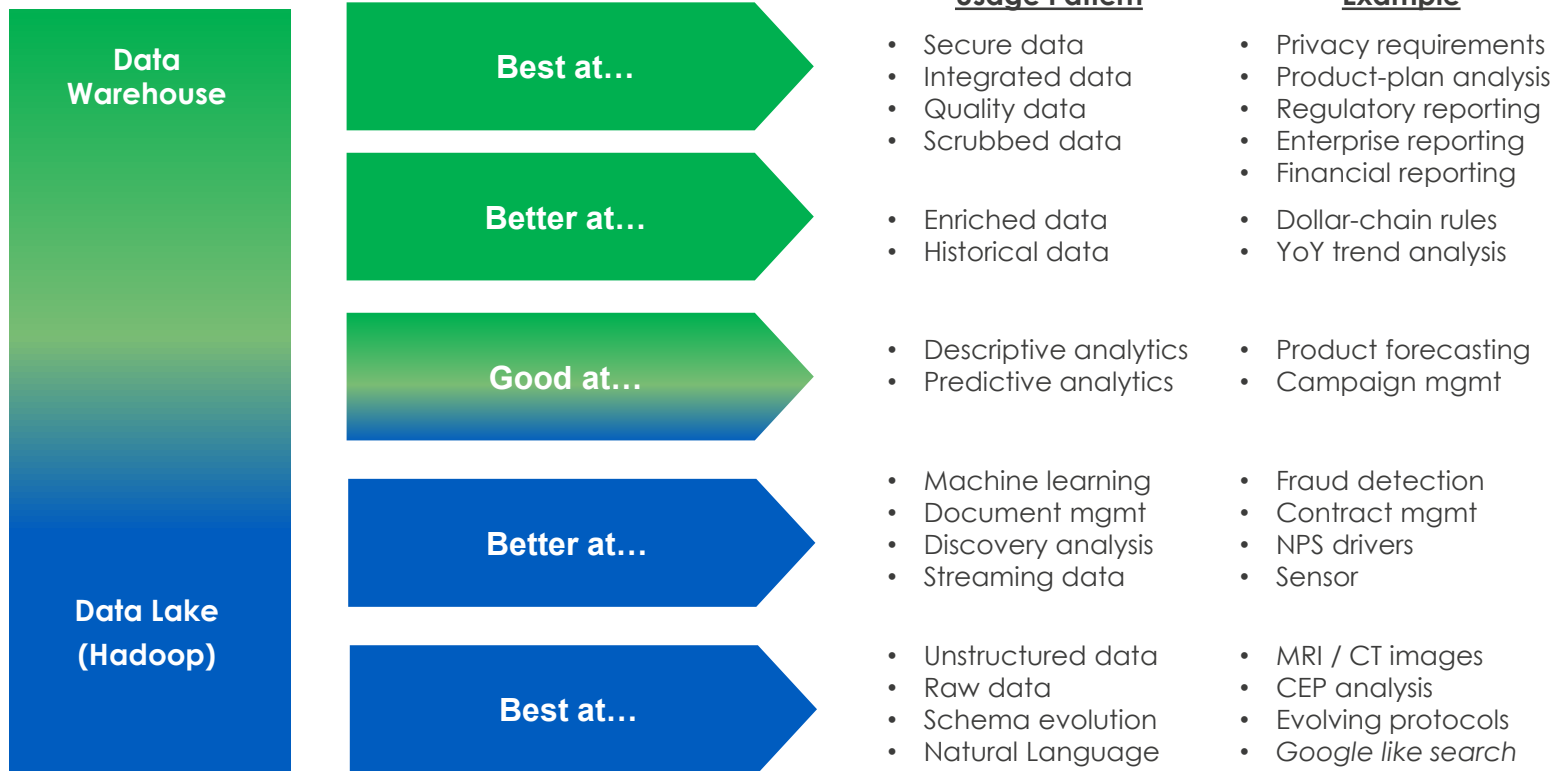 Usage Pattern
Example
Data
Warehouse
Best at…
• Secure data
• Integrated data
• Quality data
• Scrubbed data
• Privacy requirements
• Product-plan analysis
• Regulatory reporting
• Enterprise reporting
• Financial reporting
Better at…
• Enriched data
• Historical data
• Dollar-chain rules
• YoY trend analysis
Good at…
• Descriptive analytics
• Predictive analytics
• Product forecasting
• Campaign mgmt
Data Lake
(Hadoop)
Better at…
• Machine learning
• Document mgmt
• Discovery analysis
• Streaming data
• Fraud detection
• Contract mgmt
• NPS drivers
• Sensor
Best at…
• Unstructured data
• Raw data
• Schema evolution
• Natural Language
• MRI / CT images
• CEP analysis
• Evolving protocols
• Google like search